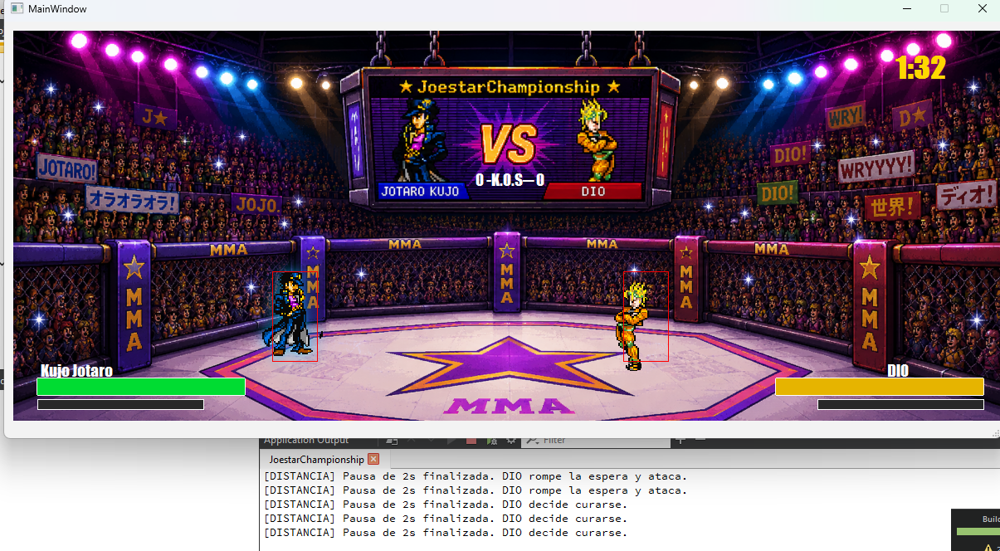 MainWindow
1:32
★ JoestarChampionship ★
J★
WRY!
D★
VS
DIO!
JOTARO!
WRYYYY!
O -K.O.S— O
JOTARO KUJO
DIO
オラオラオラ!
JOJO.
DIO!
世界!
ディオ!
MMA
MMA
MMA
MMA
MMA
MMA
MMA
MMA
MMA
Kujo Jotaro
DIO
MMA
Application Output
Filter
JoestarChampionship
[DISTANCIA] Pausa de 2s finalizada. DIO rompe la espera y ataca.
[DISTANCIA] Pausa de 2s finalizada. DIO rompe la espera y ataca.
[DISTANCIA] Pausa de 2s finalizada. DIO decide curarse.
[DISTANCIA] Pausa de 2s finalizada. DIO decide curarse.
[DISTANCIA] Pausa de 2s finalizada. DIO decide curarse.